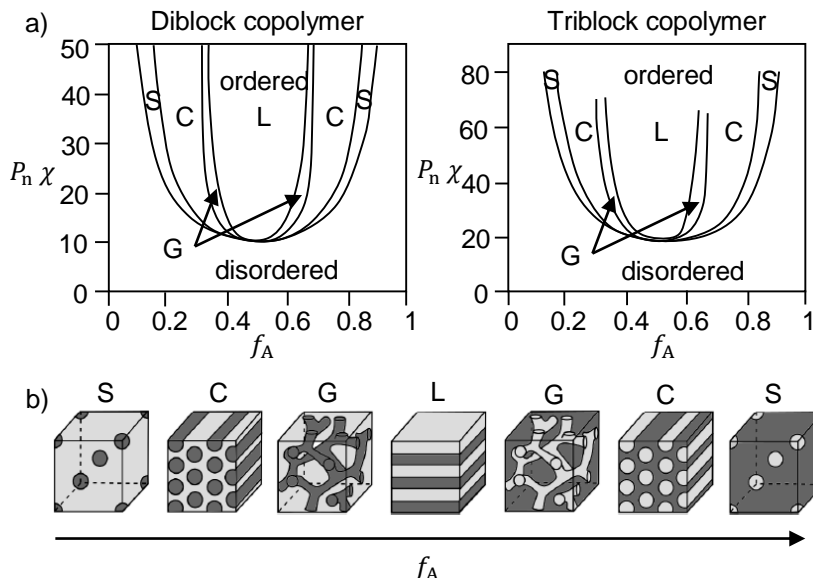 a)
Diblock copolymer
50
40
30
20
10
0
P_n χ
S
C
ordered
L
C
S
G
disordered
0 0.2 0.4 0.6 0.8 1
f_A
Triblock copolymer
80
60
40
20
0
P_n χ
S
C
ordered
L
C
S
G
disordered
0 0.2 0.4 0.6 0.8 1
f_A
b)
S C G L G C S
f_A